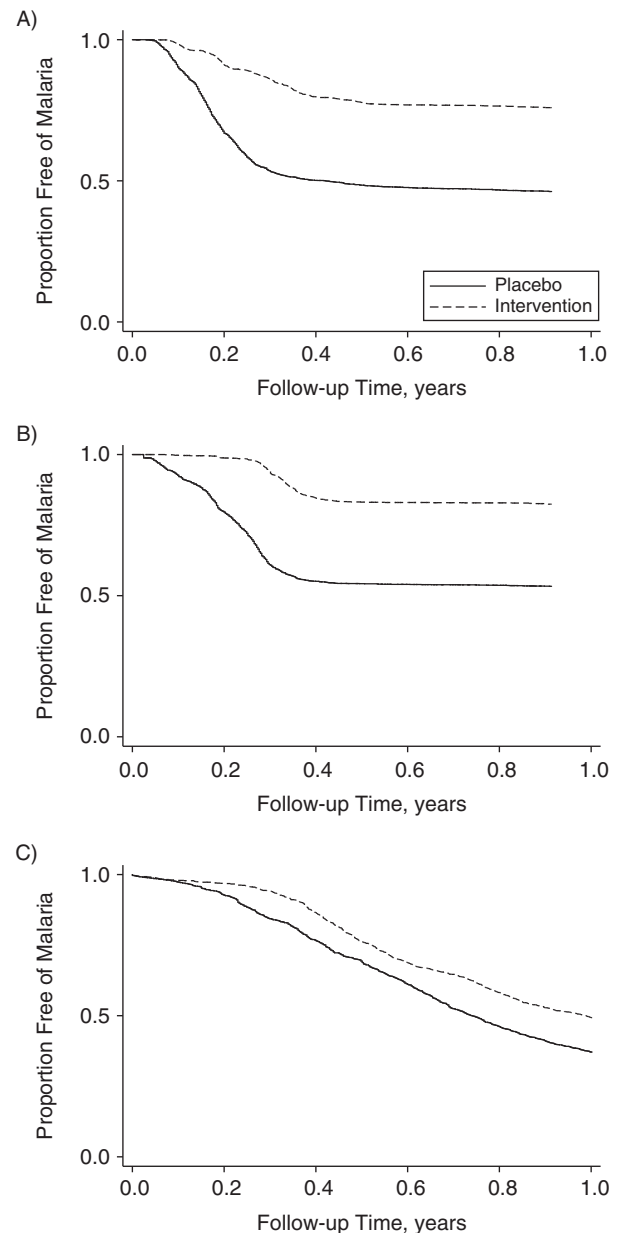 A)
1.0
0.5
0.0
Proportion Free of Malaria
Placebo
Intervention
0.0 0.2 0.4 0.6 0.8 1.0
Follow-up Time, years
B)
1.0
0.5
0.0
Proportion Free of Malaria
0.0 0.2 0.4 0.6 0.8 1.0
Follow-up Time, years
C)
1.0
0.5
0.0
Proportion Free of Malaria
0.0 0.2 0.4 0.6 0.8 1.0
Follow-up Time, years